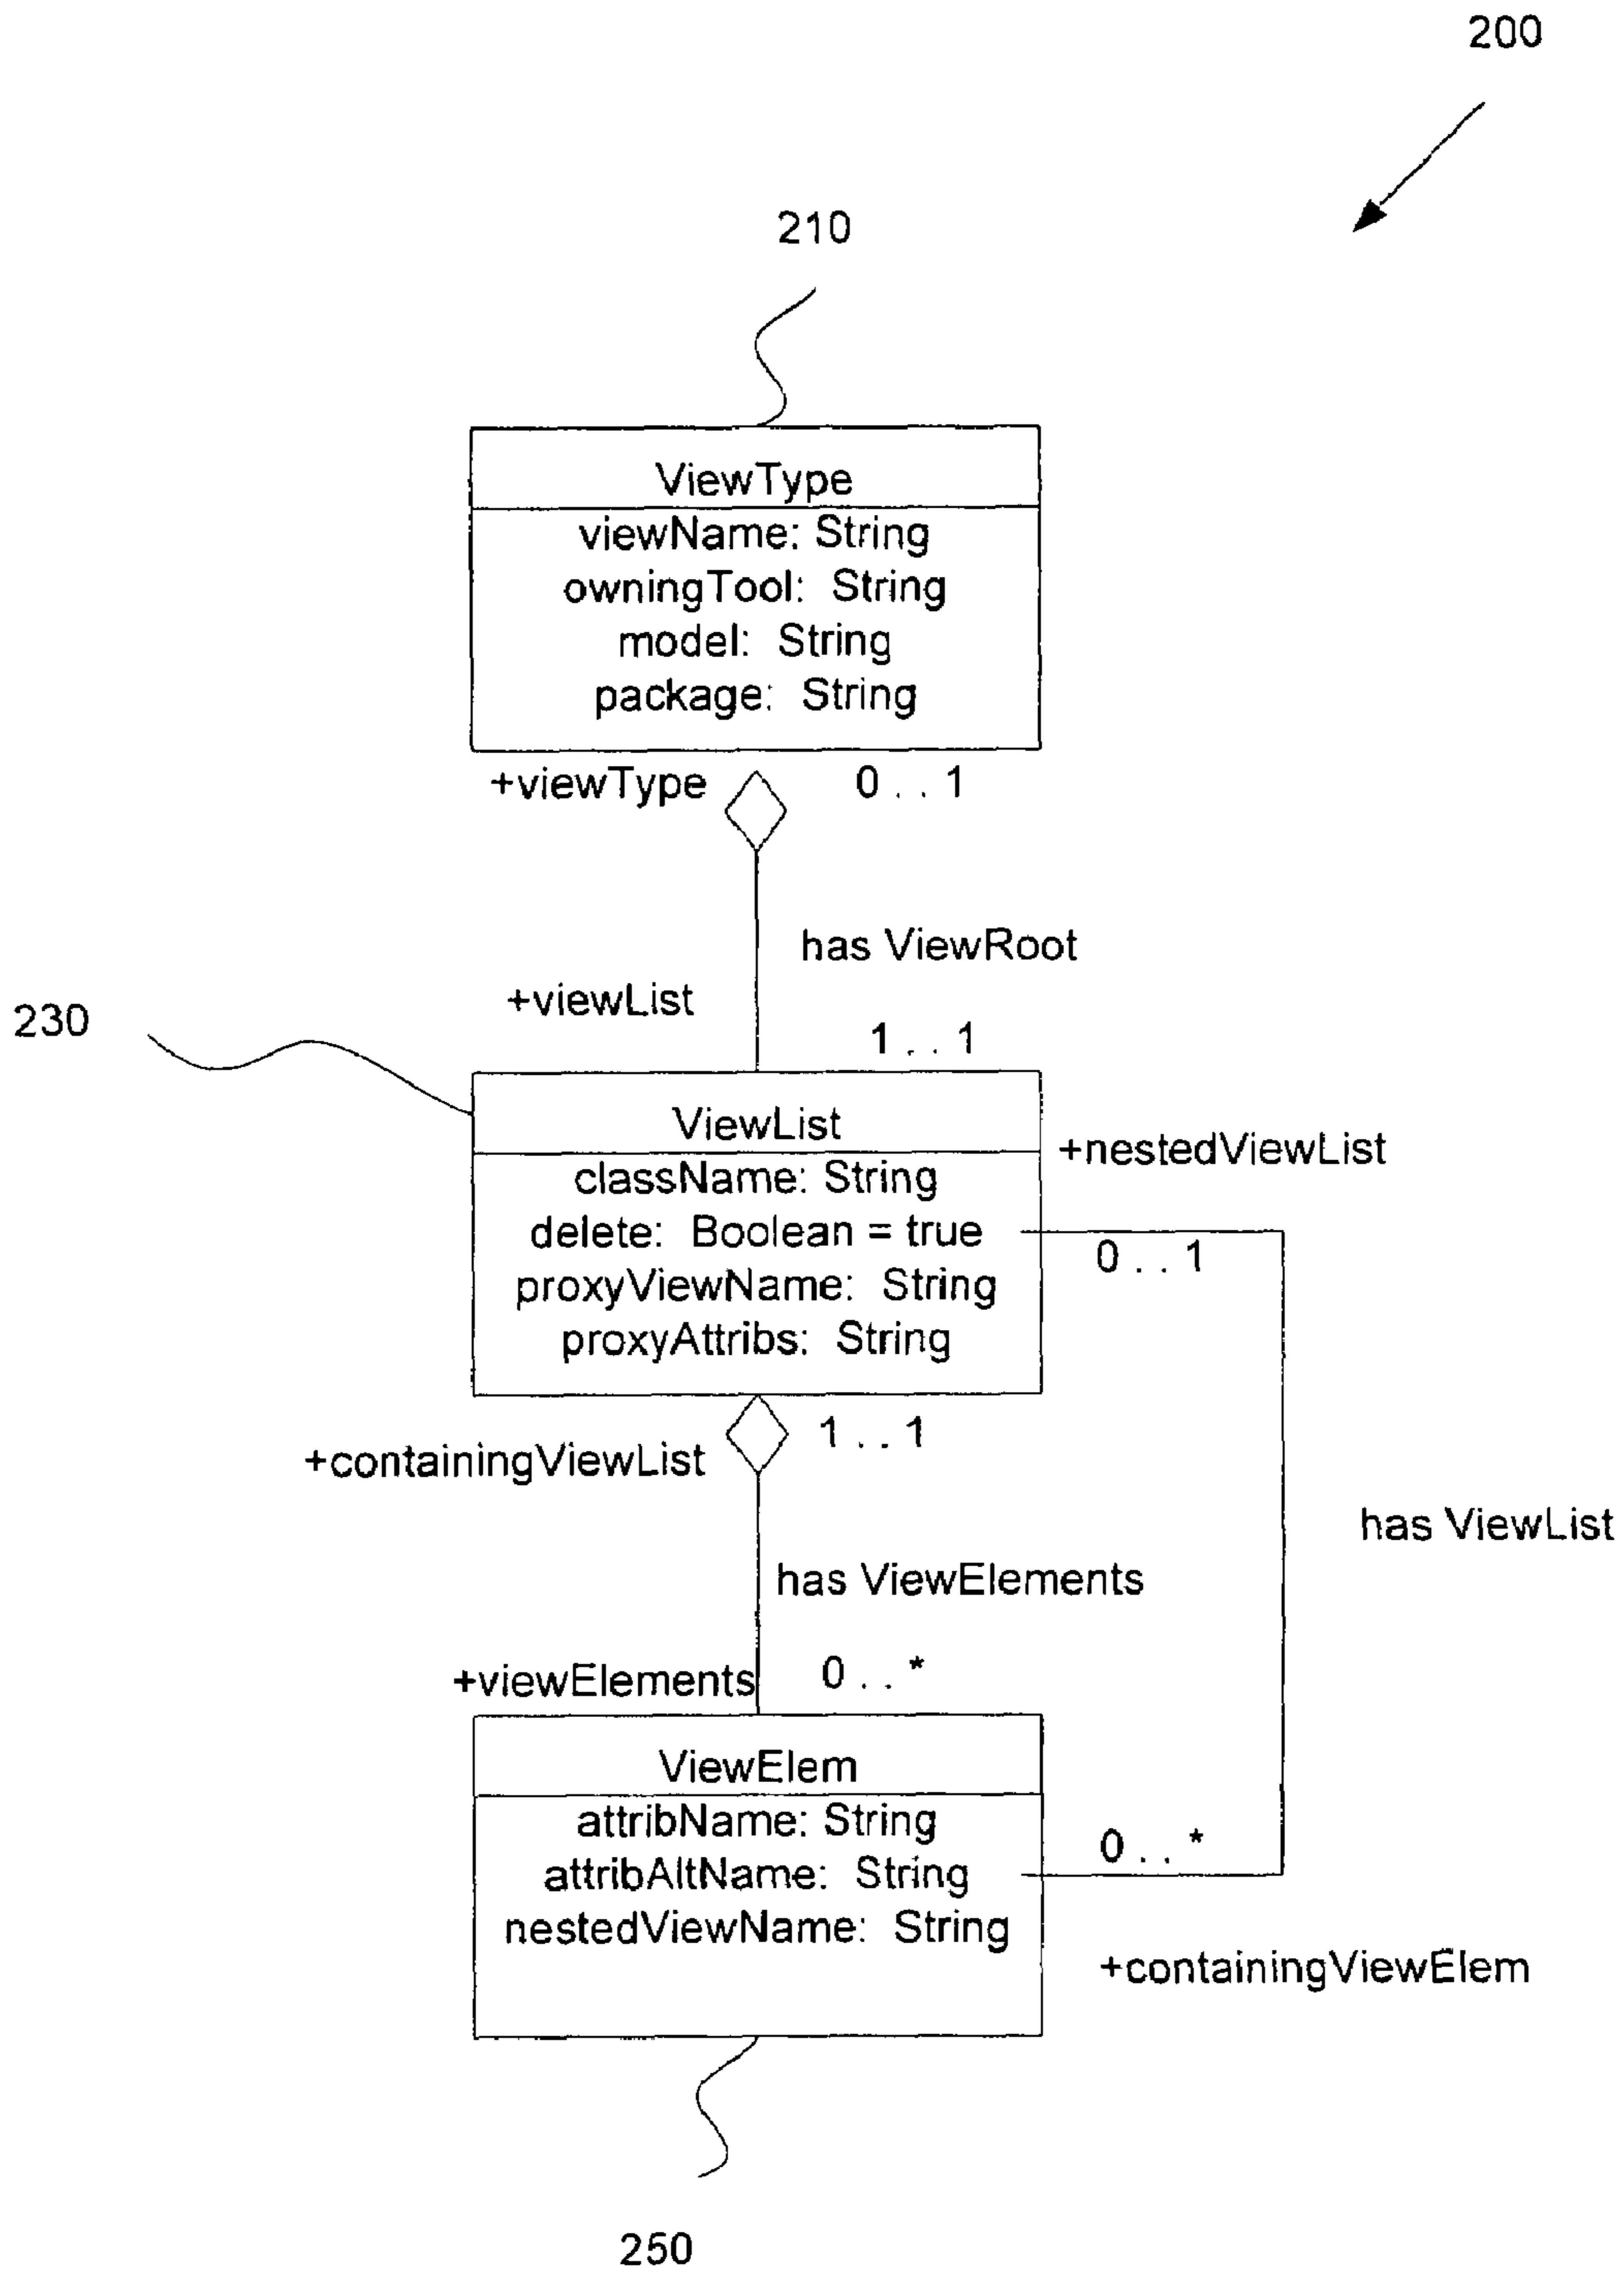 200
210
ViewType
viewName: String
owningTool: String
model: String
package: String
+viewType
0 . . 1
has ViewRoot
+viewList
1 . . 1
230
ViewList
className: String
delete: Boolean = true
proxyViewName: String
proxyAttribs: String
+nestedViewList
0 . . 1
1 . . 1
+containingViewList
has ViewList
has ViewElements
+viewElements
0 . . *
ViewElem
attribName: String
attribAltName: String
nestedViewName: String
0 . . *
+containingViewElem
250